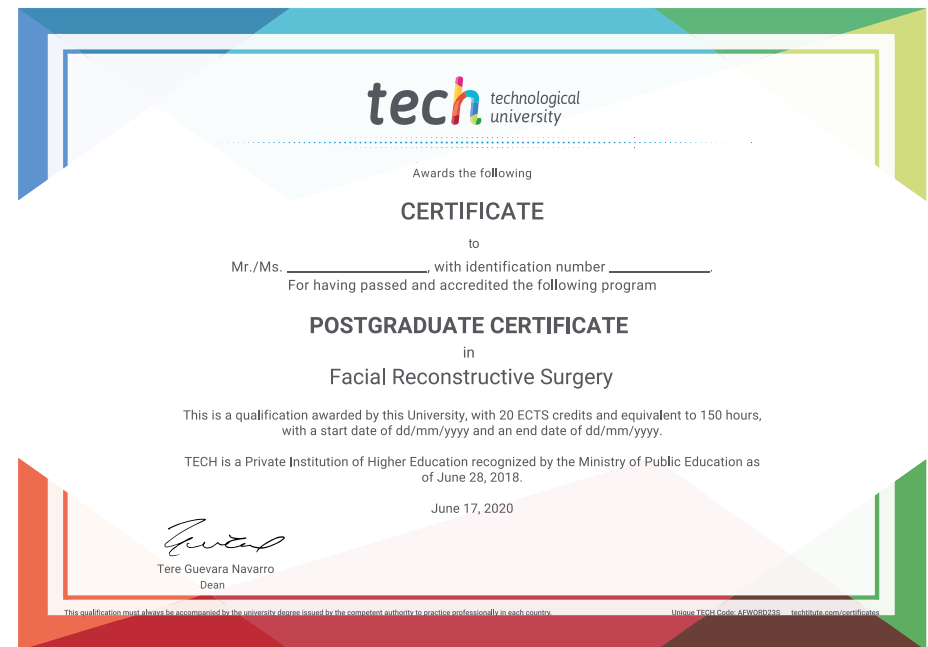 tech technological
university
Awards the following
CERTIFICATE
to
Mr./Ms. ____________________, with identification number ______________.
For having passed and accredited the following program
POSTGRADUATE CERTIFICATE
in
Facial Reconstructive Surgery
This is a qualification awarded by this University, with 20 ECTS credits and equivalent to 150 hours,
with a start date of dd/mm/yyyy and an end date of dd/mm/yyyy.
TECH is a Private Institution of Higher Education recognized by the Ministry of Public Education as
of June 28, 2018.
June 17, 2020
Tere Guevara Navarro
Dean
This qualification must always be accompanied by the university degree issued by the competent authority to practice professionally in each country. Unique TECH Code: AFWORD23S techtitute.com/certificates